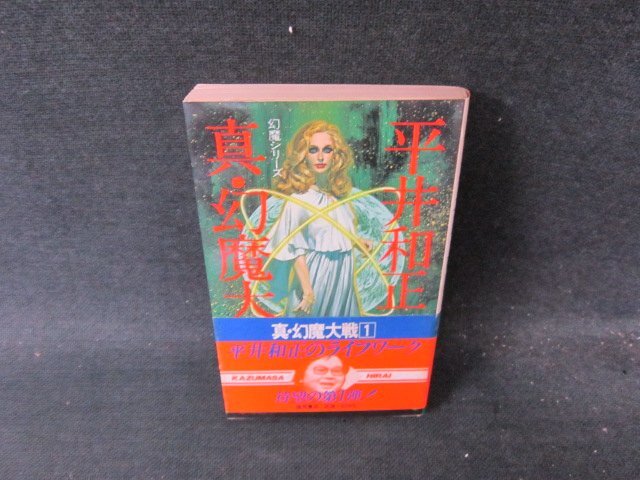 平井和正
幻魔シリーズ
真・幻魔大
真・幻魔大戦1
平井和正のライフワーク
KAZUMASA HIRAI
待望の第1弾！